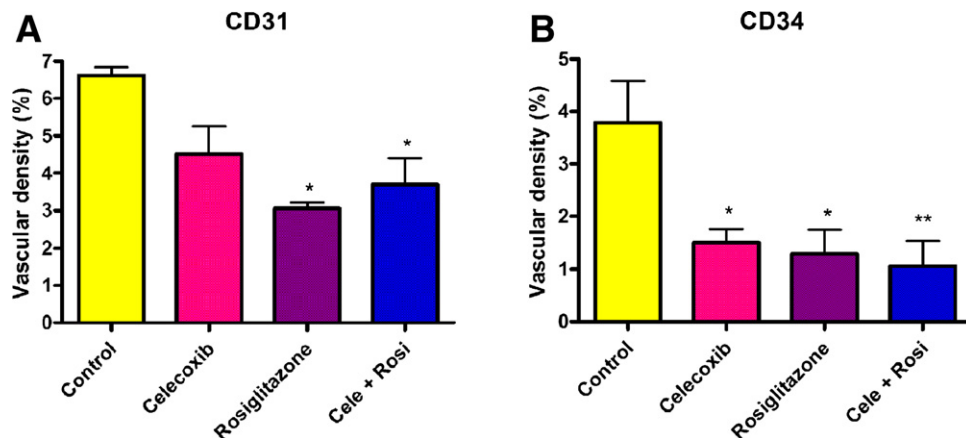 A
CD31
Vascular density (%)
7
6
5
4
3
2
1
0
*
*
Control
Celecoxib
Rosiglitazone
Cele + Rosi
B
CD34
Vascular density (%)
5
4
3
2
1
0
*
*
**
Control
Celecoxib
Rosiglitazone
Cele + Rosi